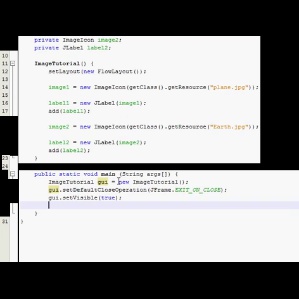 private ImageIcon image2;
private JLabel label2;
10
11 ImageTutorial() {
12 setLayout(new FlowLayout());
13
14 image1 = new ImageIcon(getClass().getResource("plane.jpg"));
15
16 label1 = new JLabel(image1);
17 add(label1);
image2 = new ImageIcon(getClass().getResource("Earth.jpg"));
label2 = new JLabel(image2);
add(label2);
23 }
24
public static void main (String args[]) {
ImageTutorial gui = new ImageTutorial();
gui.setDefaultCloseOperation(JFrame.EXIT_ON_CLOSE);
gui.setVisible(true);
}
31 }